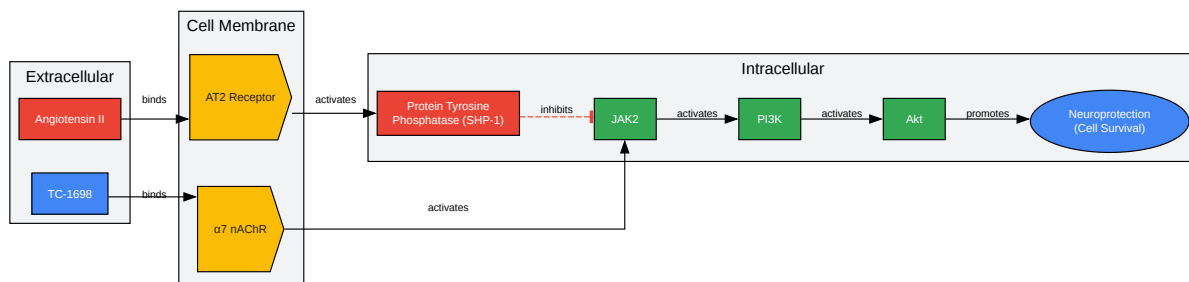 Extracellular
Angiotensin II
TC-1698
binds
binds
Cell Membrane
AT2 Receptor
α7 nAChR
activates
activates
Intracellular
Protein Tyrosine
Phosphatase (SHP-1)
inhibits
JAK2
activates
PI3K
activates
Akt
promotes
Neuroprotection
(Cell Survival)